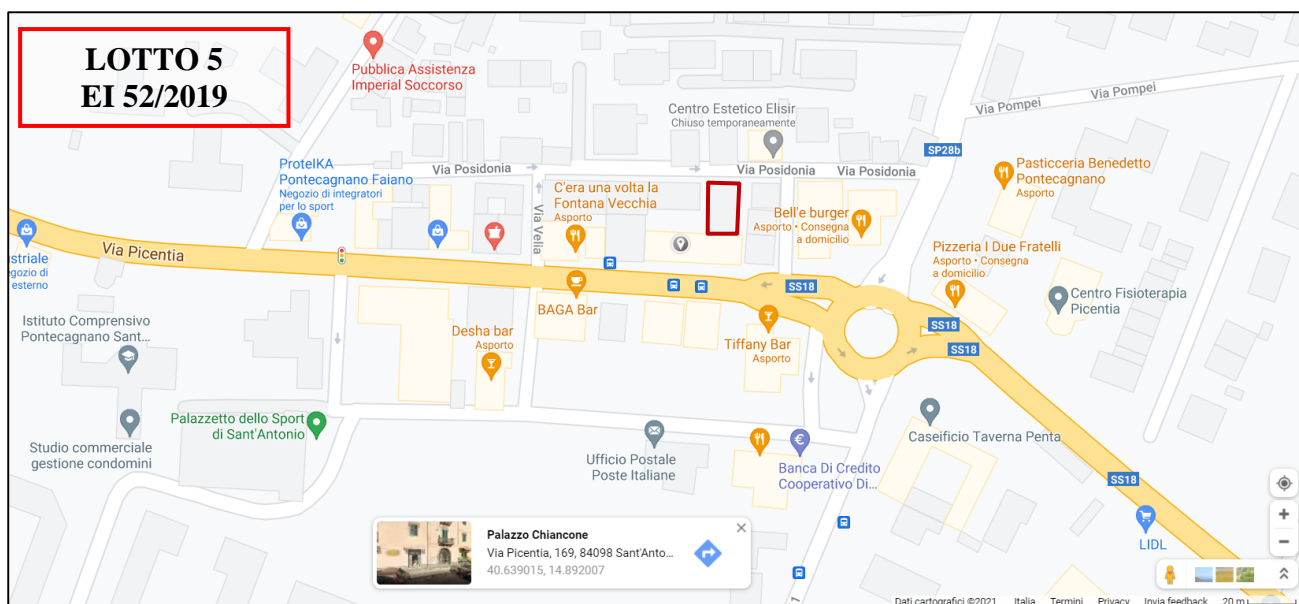 LOTTO 5
EI 52/2019
Pubblica Assistenza
Imperial Soccorso
Centro Estetico Elisir
Chiuso temporaneamente
Via Pompei
Via Pompei
SP28b
ProteIKA
Pontecagnano Faiano
Negozio di integratori
per lo sport
Via Posidonia
Via Posidonia
Via Posidonia
Pasticceria Benedetto
Pontecagnano
Asporto
C'era una volta la
Fontana Vecchia
Asporto
Via Velia
Bell'e burger
Asporto • Consegna
a domicilio
Via Picentia
ustriale
negozio di
esterno
Pizzeria I Due Fratelli
Asporto • Consegna
a domicilio
SS18
Centro Fisioterapia
Picentia
BAGA Bar
Istituto Comprensivo
Pontecagnano Sant...
Desha bar
Asporto
Tiffany Bar
Asporto
SS18
SS18
Palazzetto dello Sport
di Sant'Antonio
Studio commerciale
gestione condomini
Caseificio Taverna Penta
Ufficio Postale
Poste Italiane
Banca Di Credito
Cooperativo Di...
SS18
LIDL
Palazzo Chiancone
Via Picentia, 169, 84098 Sant'Anto...
40.639015, 14.892007
Dati cartografici ©2021 Italia Termini Privacy Invia feedback 20 m